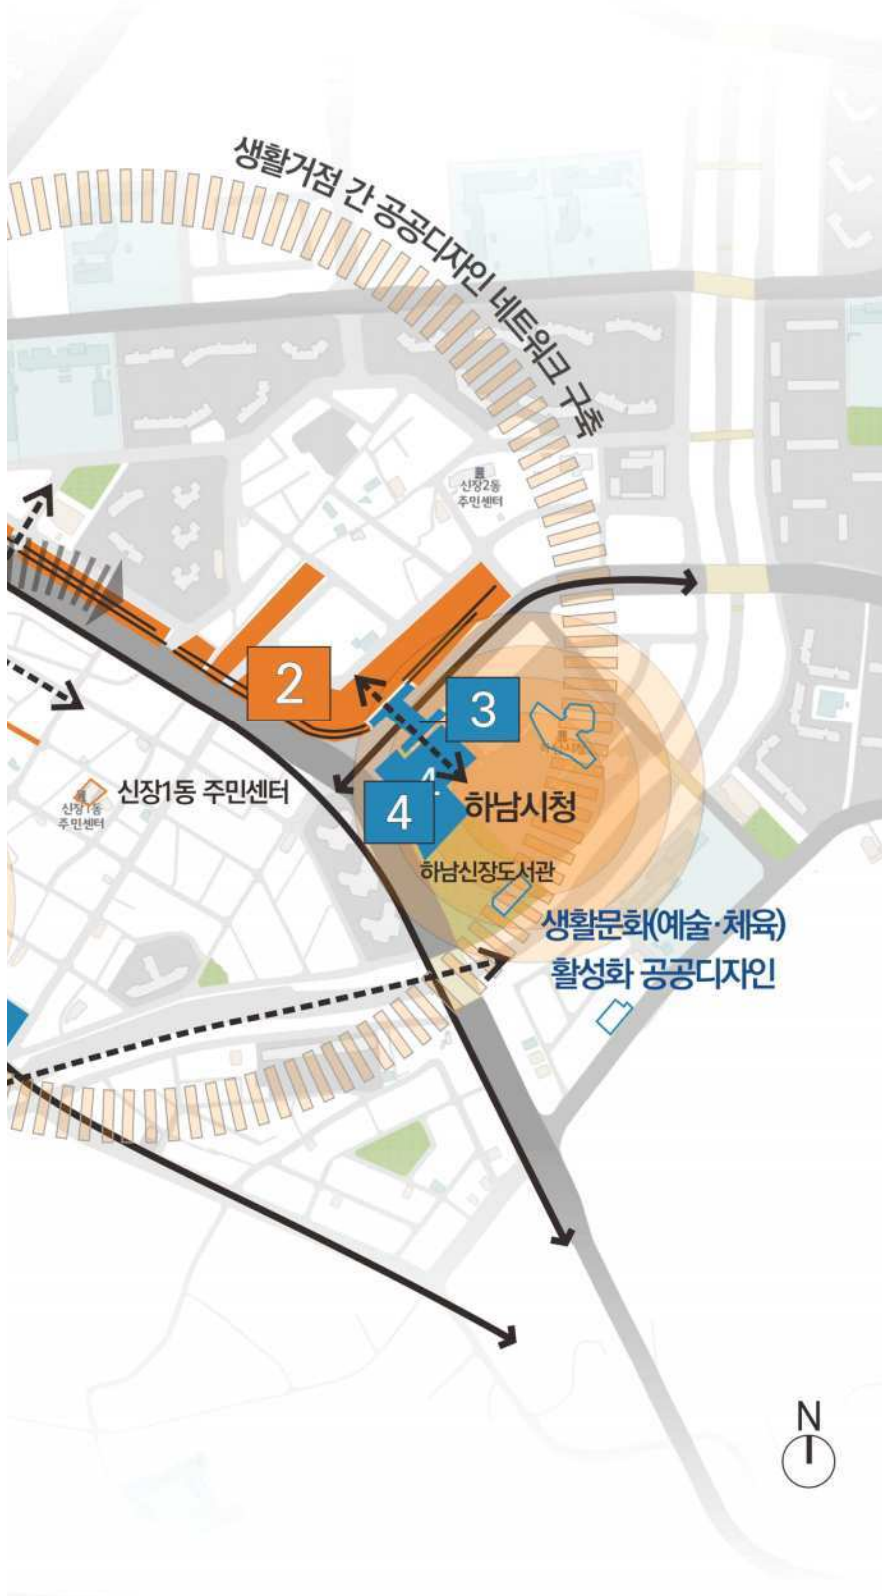 생활거점 간 공공디자인 네트워크 구축
신장2동
주민센터
2
3
4
신장1동 주민센터
신장1동
주민센터
하남시청
하남신장도서관
생활문화(예술·체육)
활성화 공공디자인
N